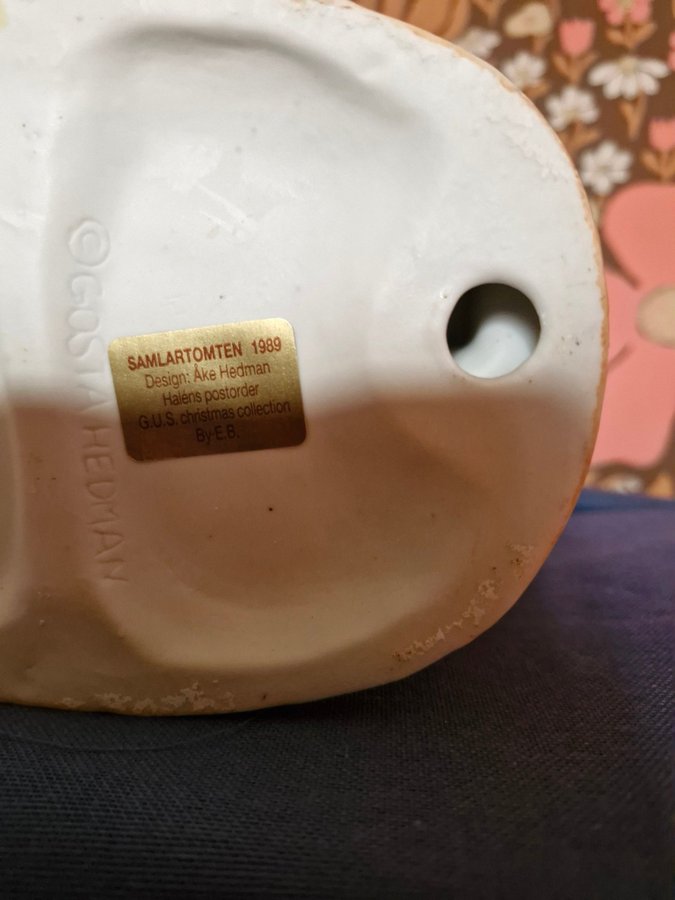 ©GÖSTA HEDMAN
SAMLARTOMTEN 1989
Design: Åke Hedman
Haléns postorder
G.U.S. christmas collection
By E.B.